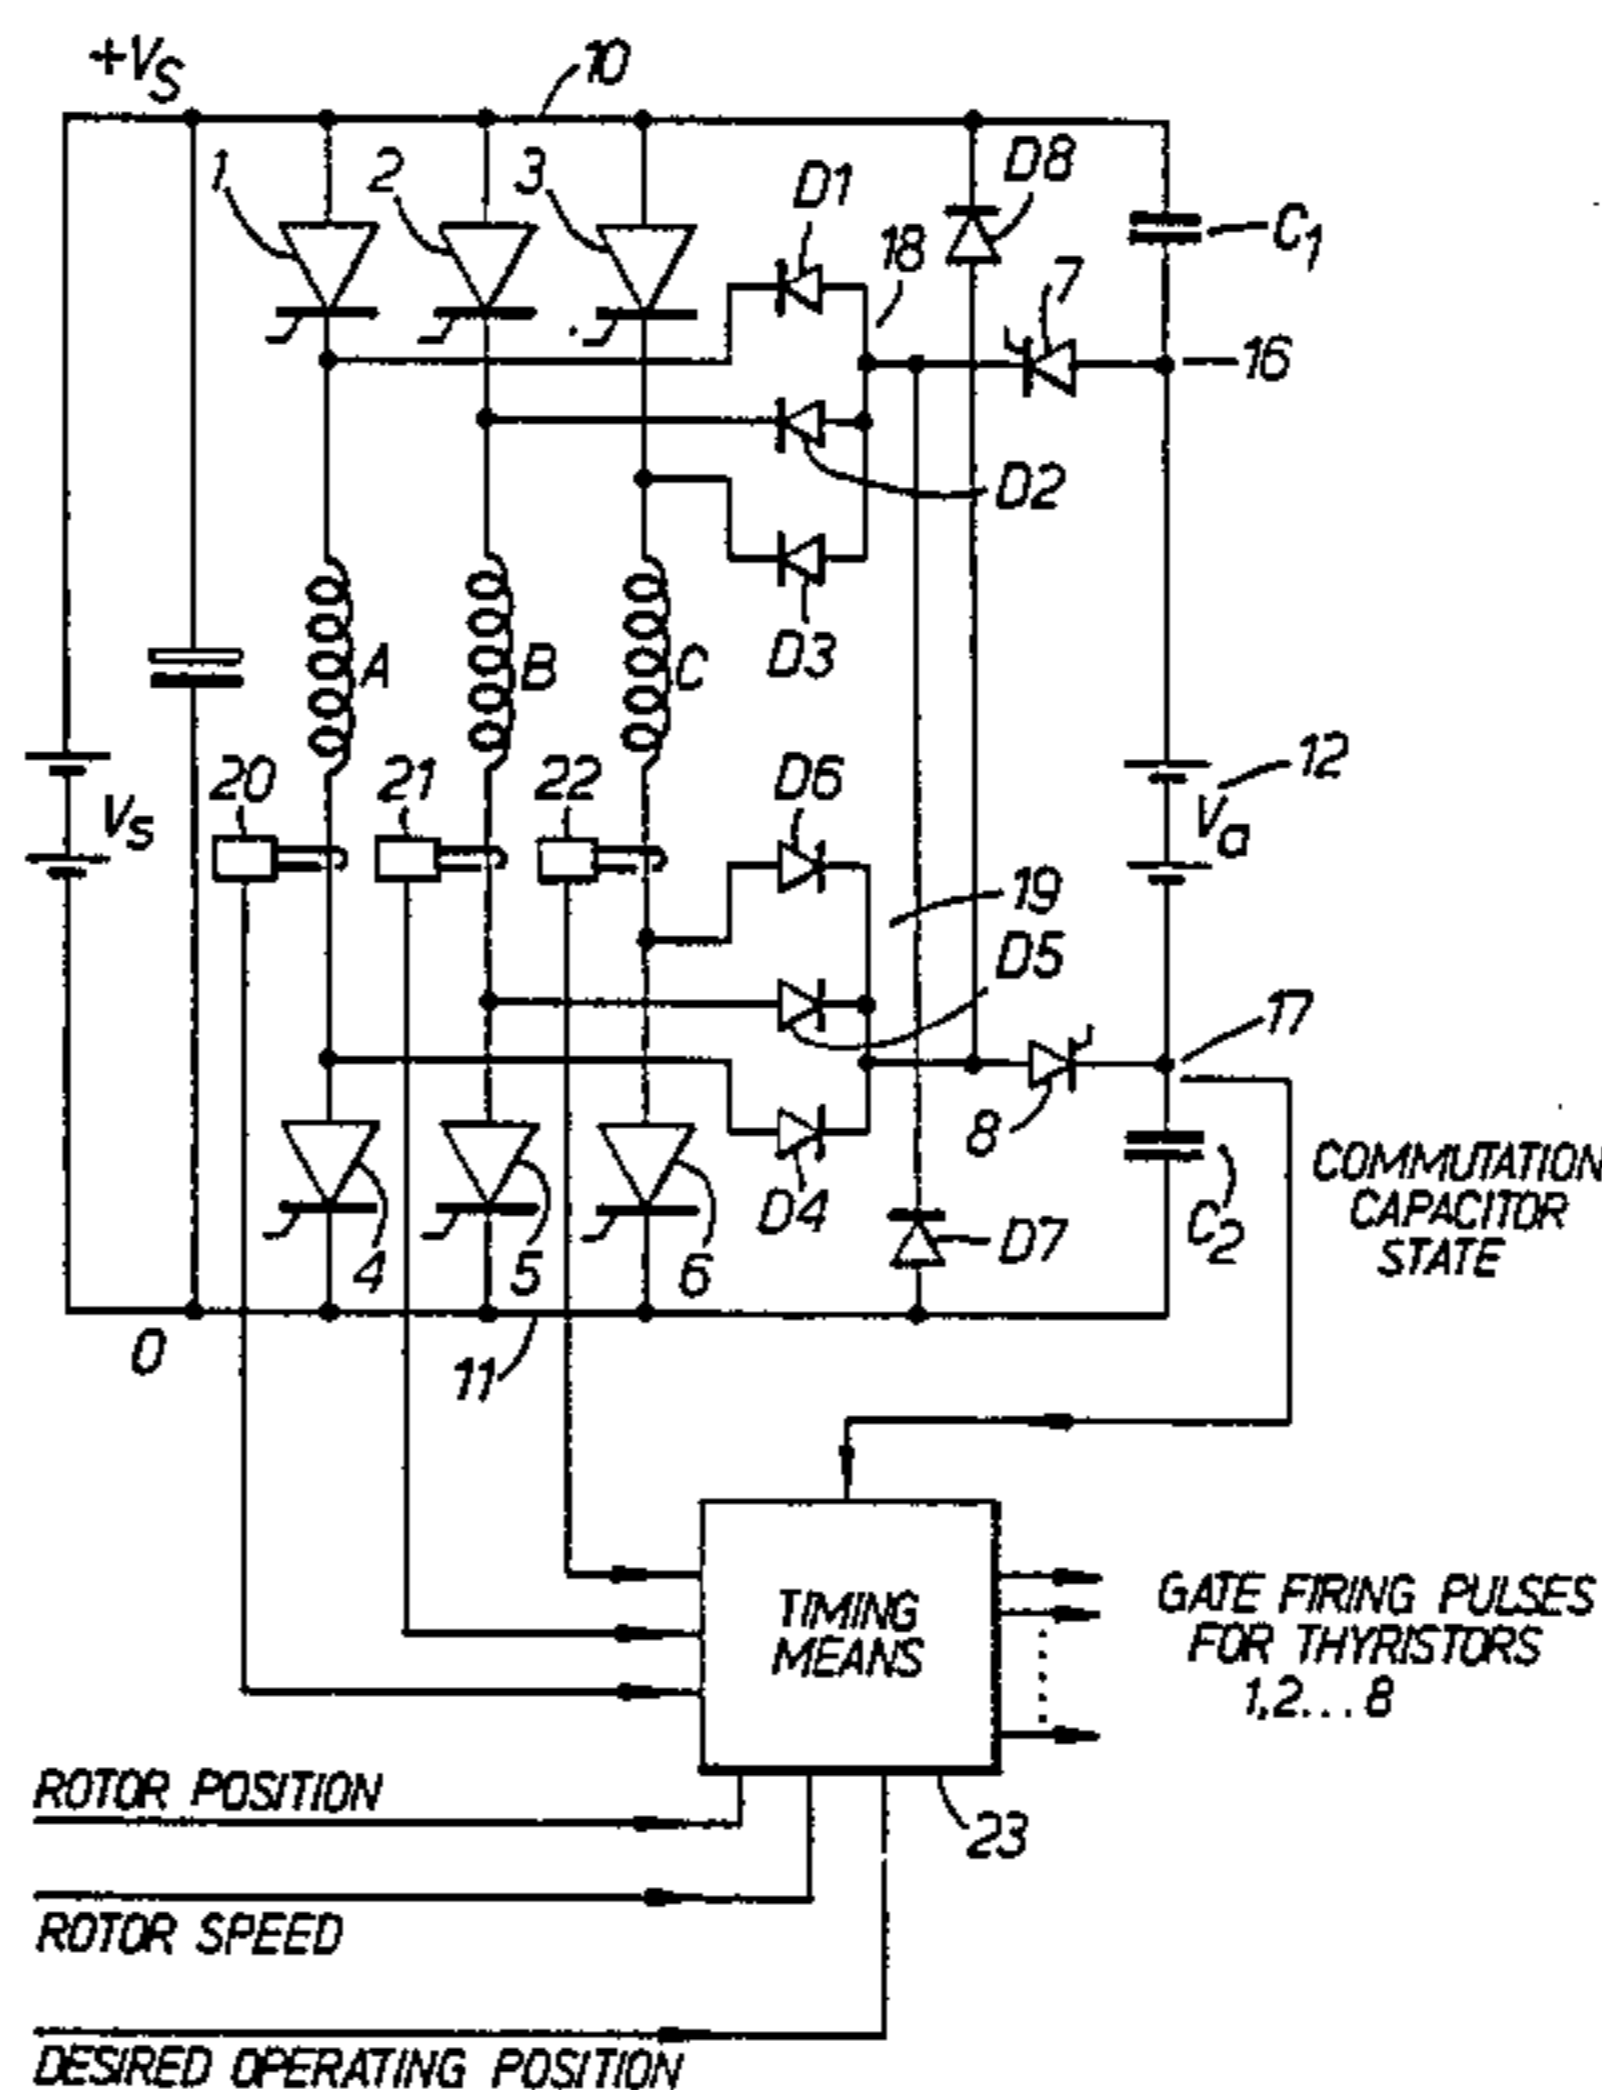 +VS
10
1
2
3
D1
18
D8
C1
7
16
D2
D3
A
B
C
20
21
22
D6
12
Vs
Va
19
D5
17
8
D4
D7
C2
4
5
6
0
11
COMMUTATION
CAPACITOR
STATE
TIMING
MEANS
GATE FIRING PULSES
FOR THYRISTORS
1,2...8
ROTOR POSITION
23
ROTOR SPEED
DESIRED OPERATING POSITION